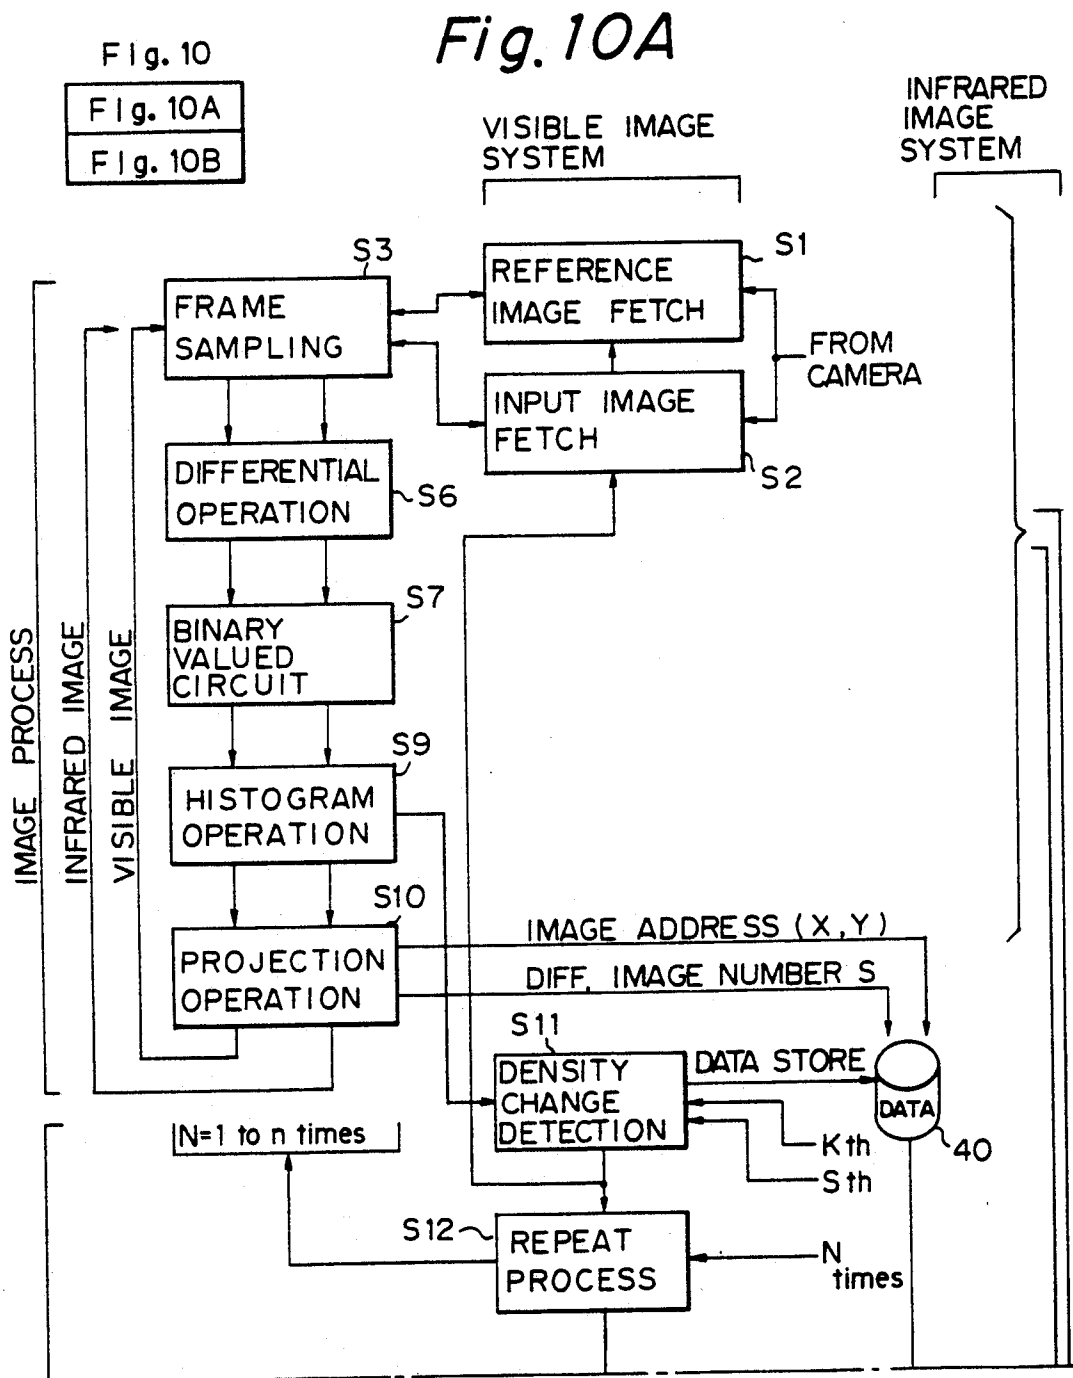 Fig. 10A
Fig. 10
Fig. 10A
Fig. 10B
VISIBLE IMAGE
SYSTEM
INFRARED
IMAGE
SYSTEM
S3
FRAME
SAMPLING
S1
REFERENCE
IMAGE FETCH
FROM
CAMERA
INPUT IMAGE
FETCH
S2
DIFFERENTIAL
OPERATION
S6
S7
BINARY
VALUED
CIRCUIT
IMAGE PROCESS
INFRARED IMAGE
VISIBLE IMAGE
S9
HISTOGRAM
OPERATION
S10
PROJECTION
OPERATION
IMAGE ADDRESS (X,Y)
DIFF. IMAGE NUMBER S
S11
DENSITY
CHANGE
DETECTION
DATA STORE
DATA
40
Kth
Sth
N=1 to n times
S12
REPEAT
PROCESS
N
times